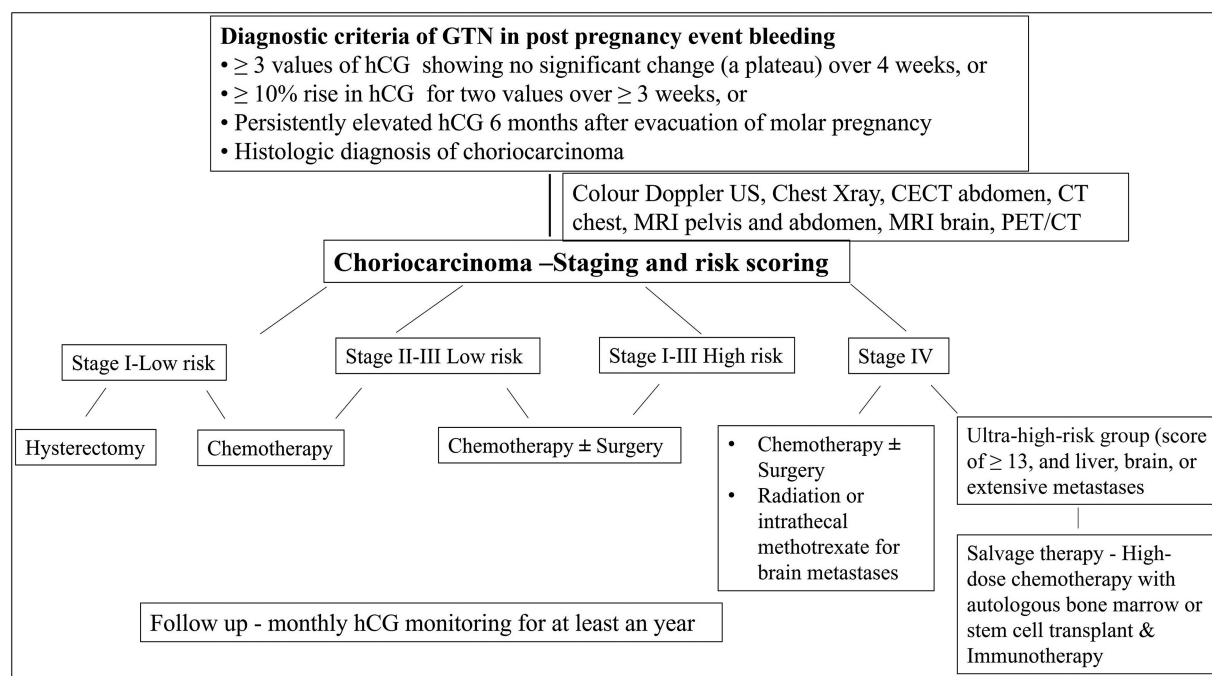 Diagnostic criteria of GTN in post pregnancy event bleeding
• ≥ 3 values of hCG showing no significant change (a plateau) over 4 weeks, or
• ≥ 10% rise in hCG for two values over ≥ 3 weeks, or
• Persistently elevated hCG 6 months after evacuation of molar pregnancy
• Histologic diagnosis of choriocarcinoma
Colour Doppler US, Chest Xray, CECT abdomen, CT
chest, MRI pelvis and abdomen, MRI brain, PET/CT
Choriocarcinoma –Staging and risk scoring
Stage I-Low risk
Stage II-III Low risk
Stage I-III High risk
Stage IV
Hysterectomy
Chemotherapy
Chemotherapy ± Surgery
• Chemotherapy ±
Surgery
• Radiation or
intrathecal
methotrexate for
brain metastases
Ultra-high-risk group (score
of ≥ 13, and liver, brain, or
extensive metastases
Salvage therapy - High-
dose chemotherapy with
autologous bone marrow or
stem cell transplant &
Immunotherapy
Follow up - monthly hCG monitoring for at least an year